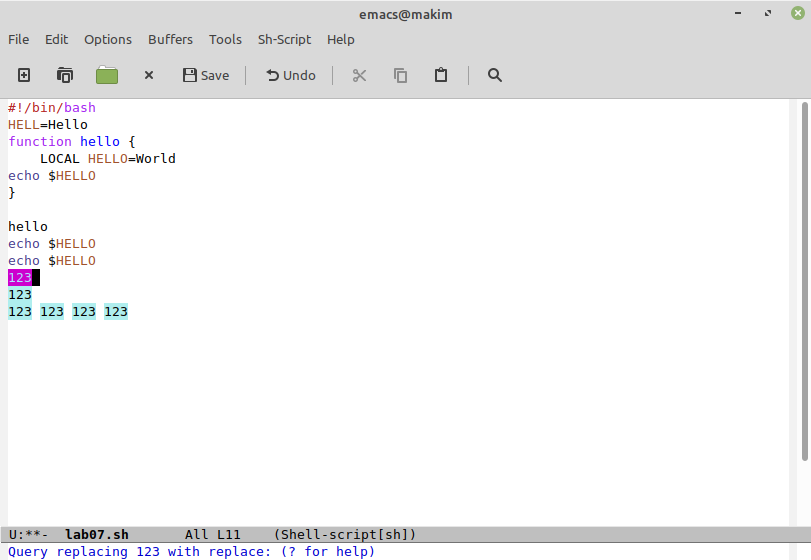 emacs@makim
File Edit Options Buffers Tools Sh-Script Help
Save Undo
#!/bin/bash
HELL=Hello
function hello {
    LOCAL HELLO=World
echo $HELLO
}
hello
echo $HELLO
echo $HELLO
123
123
123 123 123 123
U:**-  lab07.sh       All L11    (Shell-script[sh])
Query replacing 123 with replace: (? for help)